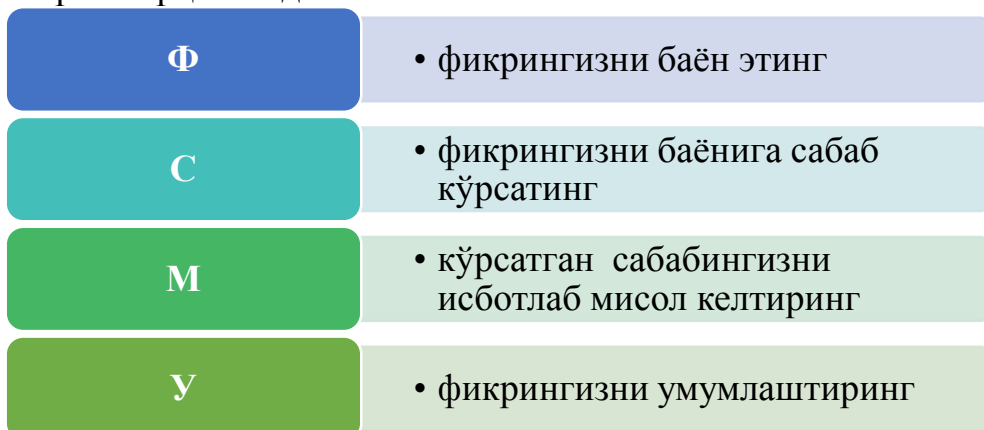 Ф
• фикрингизни баён этинг
С
• фикрингизни баёнига сабаб
кўрсатинг
М
• кўрсатган сабабингизни
исботлаб мисол келтиринг
У
• фикрингизни умумлаштиринг